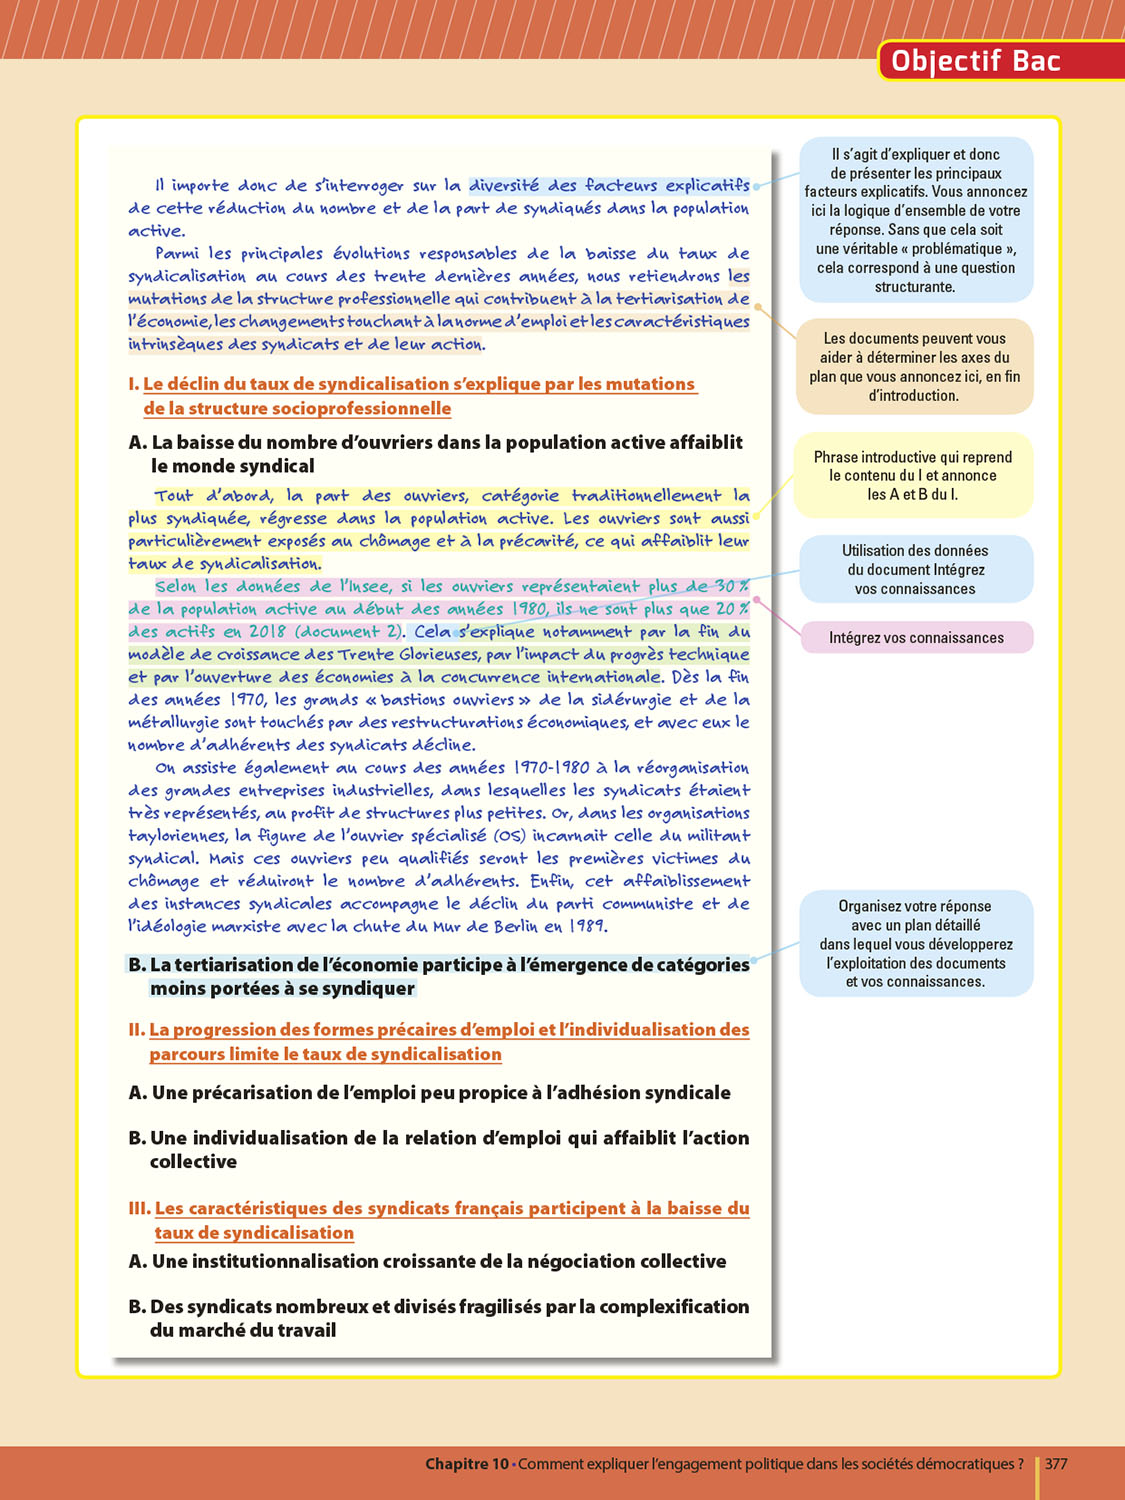 Objectif Bac
Il importe donc de s'interroger sur la diversité des facteurs explicatifs
de cette réduction du nombre et de la part de syndiqués dans la population
active.
Parmi les principales évolutions responsables de la baisse du taux de
syndicalisation au cours des trente dernières années, nous retiendrons les
mutations de la structure professionnelle qui contribuent à la tertiarisation de
l'économie, les changements touchant à la norme d'emploi et les caractéristiques
intrinsèques des syndicats et de leur action.
I. Le déclin du taux de syndicalisation s'explique par les mutations
de la structure socioprofessionnelle
A. La baisse du nombre d'ouvriers dans la population active affaiblit
le monde syndical
Tout d'abord, la part des ouvriers, catégorie traditionnellement la
plus syndiquée, régresse dans la population active. Les ouvriers sont aussi
particulièrement exposés au chômage et à la précarité, ce qui affaiblit leur
taux de syndicalisation.
Selon les données de l'Insee, si les ouvriers représentaient plus de 30 %
de la population active au début des années 1980, ils ne sont plus que 20 %
des actifs en 2018 (document 2). Cela s'explique notamment par la fin du
modèle de croissance des Trente Glorieuses, par l'impact du progrès technique
et par l'ouverture des économies à la concurrence internationale. Dès la fin
des années 1970, les grands « bastions ouvriers » de la sidérurgie et de la
métallurgie sont touchés par des restructurations économiques, et avec eux le
nombre d'adhérents des syndicats décline.
On assiste également au cours des années 1970-1980 à la réorganisation
des grandes entreprises industrielles, dans lesquelles les syndicats étaient
très représentés, au profit de structures plus petites. Or, dans les organisations
tayloriennes, la figure de l'ouvrier spécialisé (OS) incarnait celle du militant
syndical. Mais ces ouvriers peu qualifiés seront les premières victimes du
chômage et réduiront le nombre d'adhérents. Enfin, cet affaiblissement
des instances syndicales accompagne le déclin du parti communiste et de
l'idéologie marxiste avec la chute du Mur de Berlin en 1989.
B. La tertiarisation de l'économie participe à l'émergence de catégories
moins portées à se syndiquer
II. La progression des formes précaires d'emploi et l'individualisation des
parcours limite le taux de syndicalisation
A. Une précarisation de l'emploi peu propice à l'adhésion syndicale
B. Une individualisation de la relation d'emploi qui affaiblit l'action
collective
III. Les caractéristiques des syndicats français participent à la baisse du
taux de syndicalisation
A. Une institutionnalisation croissante de la négociation collective
B. Des syndicats nombreux et divisés fragilisés par la complexification
du marché du travail
Il s'agit d'expliquer et donc
de présenter les principaux
facteurs explicatifs. Vous annoncez
ici la logique d'ensemble de votre
réponse. Sans que cela soit
une véritable « problématique »,
cela correspond à une question
structurante.
Les documents peuvent vous
aider à déterminer les axes du
plan que vous annoncez ici, en fin
d'introduction.
Phrase introductive qui reprend
le contenu du I et annonce
les A et B du I.
Utilisation des données
du document Intégrez
vos connaissances
Intégrez vos connaissances
Organisez votre réponse
avec un plan détaillé
dans lequel vous développerez
l'exploitation des documents
et vos connaissances.
Chapitre 10 • Comment expliquer l'engagement politique dans les sociétés démocratiques ? 377